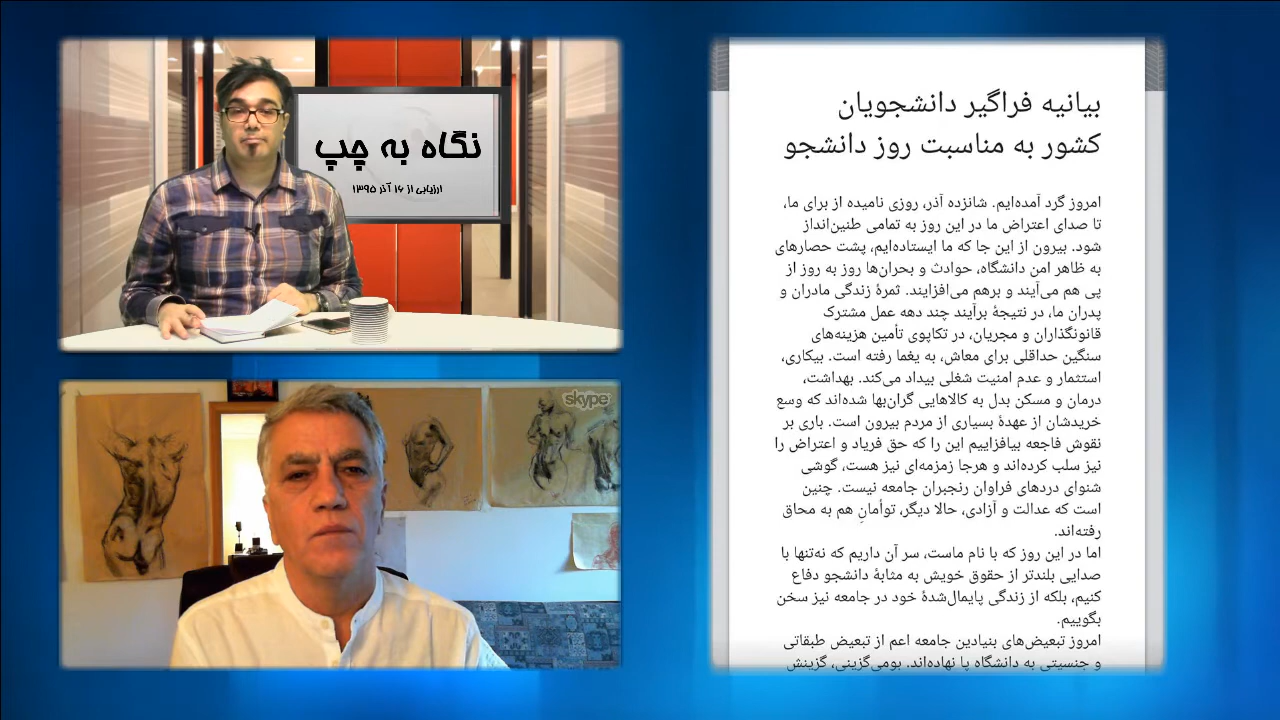 نگاه به چپ
ارزیابی از ۱۶ آذر ۱۳۹۵
skype
بیانیه فراگیر دانشجویان
کشور به مناسبت روز دانشجو
امروز گرد آمده‌ایم. شانزده آذر، روزی نامیده از برای ما،
تا صدای اعتراض ما در این روز به تمامی طنین‌انداز
شود. بیرون از این جا که ما ایستاده‌ایم، پشت حصارهای
به ظاهر امن دانشگاه، حوادث و بحران‌ها روز به روز از
پی هم می‌آیند و برهم می‌افزایند. ثمرهٔ زندگی مادران و
پدران ما، در نتیجهٔ برآیند چند دهه عمل مشترک
قانونگذاران و مجریان، در تکاپوی تأمین هزینه‌های
سنگین حداقلی برای معاش، به یغما رفته است. بیکاری،
استثمار و عدم امنیت شغلی بیداد می‌کند. بهداشت،
درمان و مسکن بدل به کالاهایی گران‌بها شده‌اند که وسع
خریدشان از عهدهٔ بسیاری از مردم بیرون است. باری بر
نقوش فاجعه بیافزاییم این را که حق فریاد و اعتراض را
نیز سلب کرده‌اند و هرجا زمزمه‌ای نیز هست، گوشی
شنوای دردهای فراوان رنجبران جامعه نیست. چنین
است که عدالت و آزادی، حالا دیگر، توأمانِ هم به محاق
رفته‌اند.
اما در این روز که با نام ماست، سر آن داریم که نه‌تنها با
صدایی بلندتر از حقوق خویش به مثابهٔ دانشجو دفاع
کنیم، بلکه از زندگی پایمال‌شدهٔ خود در جامعه نیز سخن
بگوییم.
امروز تبعیض‌های بنیادین جامعه اعم از تبعیض طبقاتی
و جنسیتی به دانشگاه پا نهاده‌اند. بومی‌گزینی، گزینش